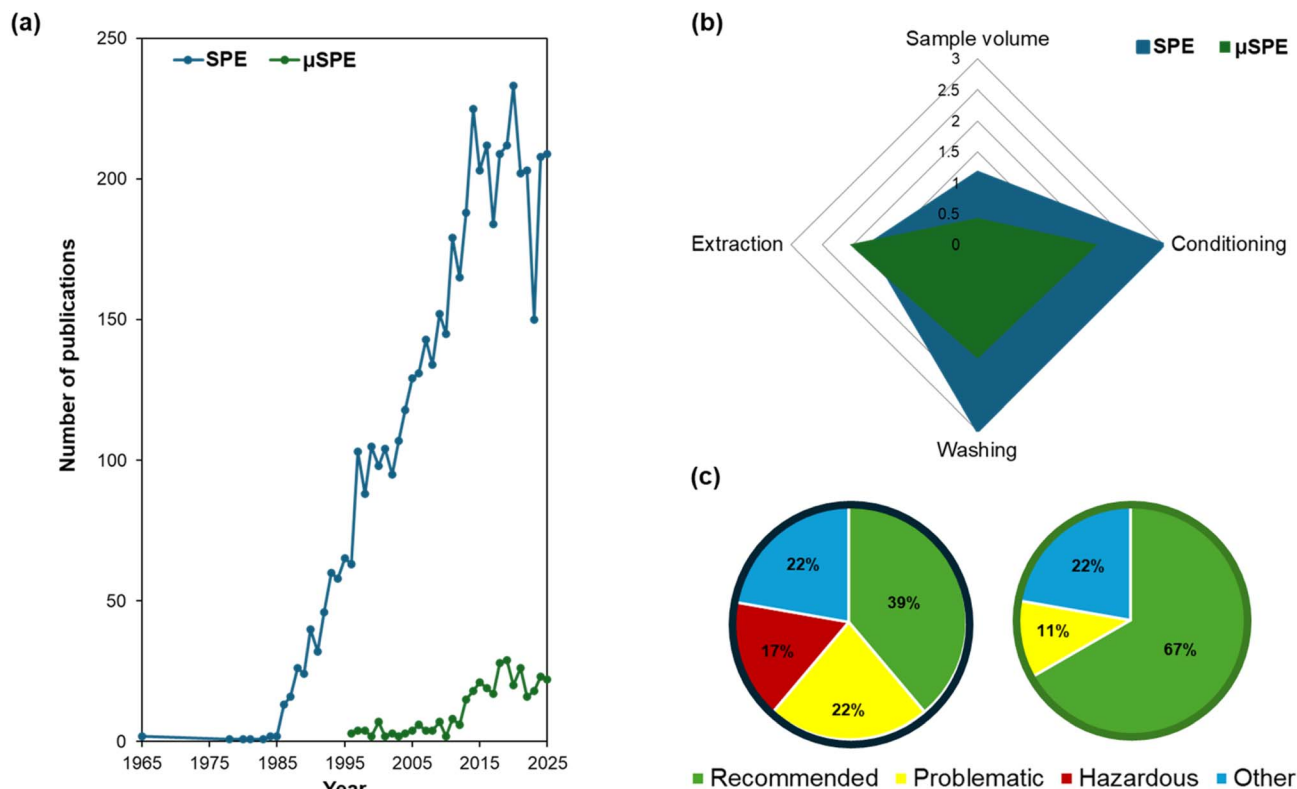 (a)
SPE
µSPE
Number of publications
250
200
150
100
50
0
1965
1975
1985
1995
2005
2015
2025
Year
(b)
SPE
µSPE
Sample volume
3
2.5
2
1.5
1
0.5
0
Extraction
Conditioning
Washing
(c)
22%
39%
17%
22%
22%
11%
67%
Recommended
Problematic
Hazardous
Other